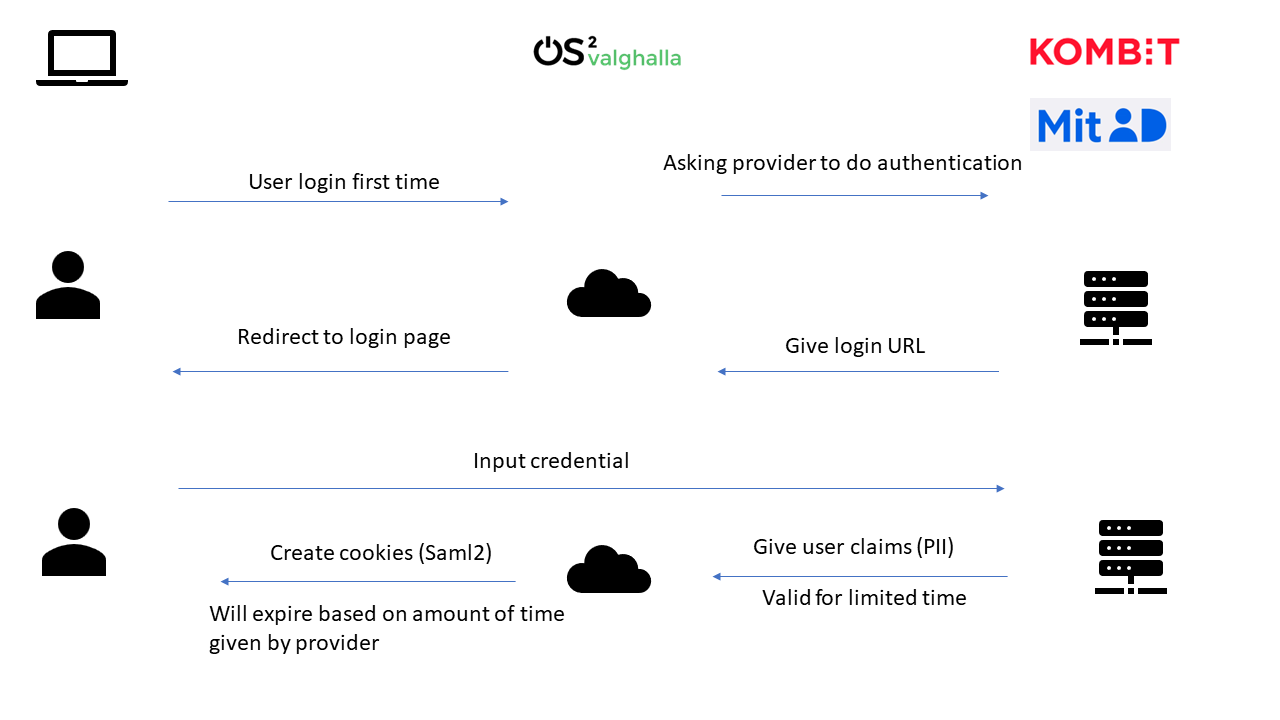 OS2
valghalla
KOMBIT
MitID
Asking provider to do authentication
User login first time
Redirect to login page
Give login URL
Input credential
Create cookies (Saml2)
Give user claims (PII)
Valid for limited time
Will expire based on amount of time
given by provider